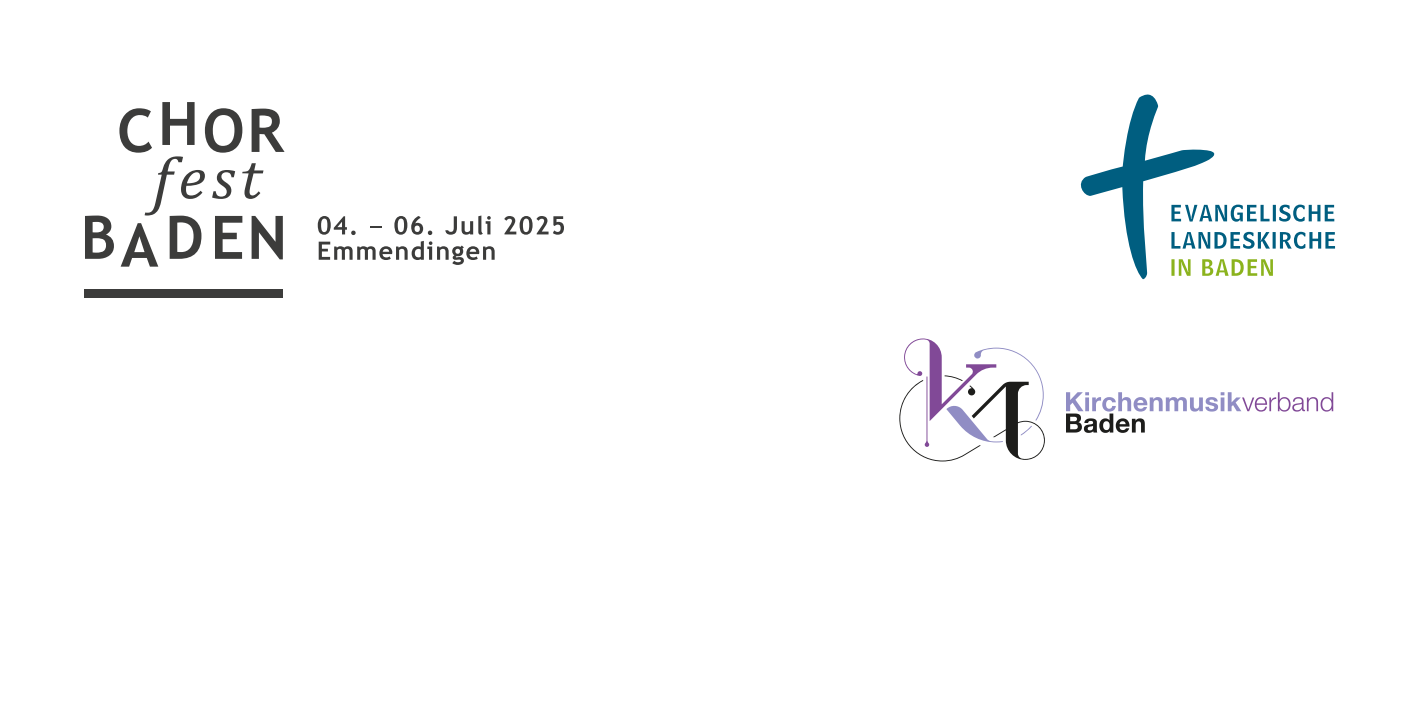 CHOR
fest
BADEN
04. – 06. Juli 2025
Emmendingen
EVANGELISCHE
LANDESKIRCHE
IN BADEN
Kirchenmusikverband
Baden